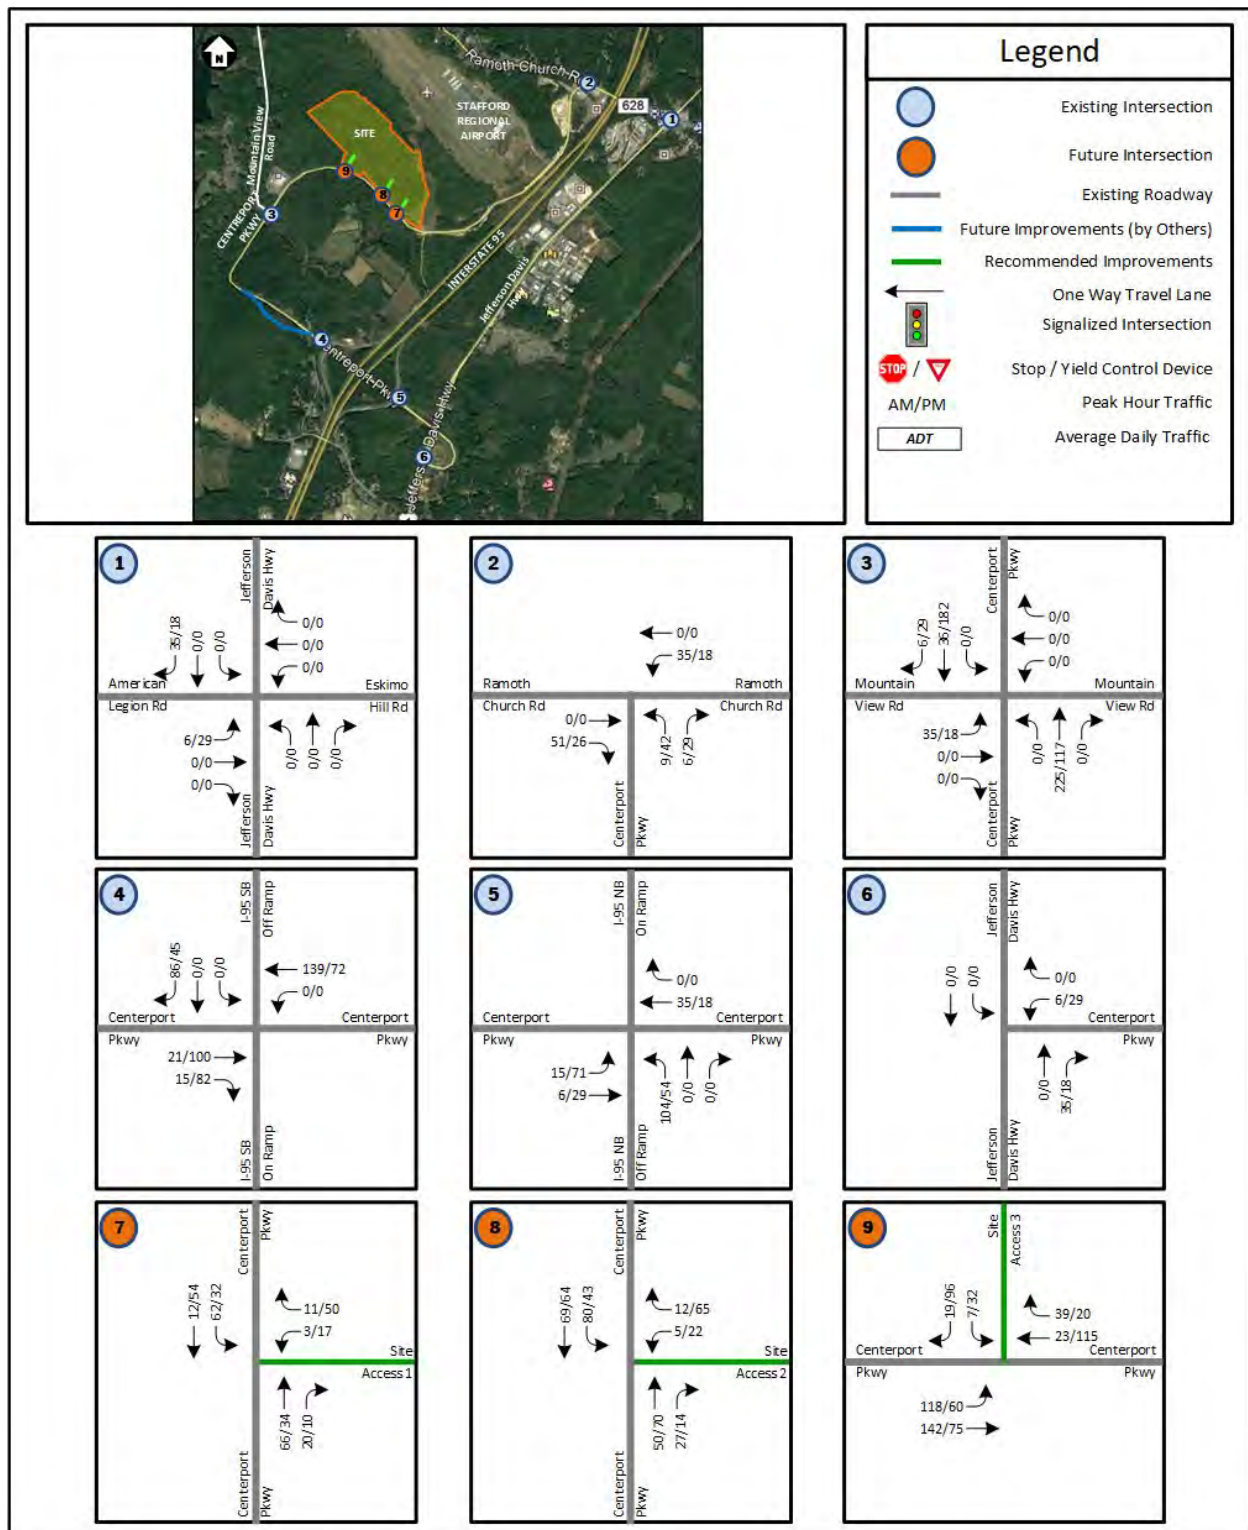 N
Ramoth-Church-R
2
628
1
STAFFORD
REGIONAL
AIRPORT
SITE
Mountain View
Road
9
8
7
3
CENTREPORT
PKWY
INTERSTATE 95
Jefferson Davis
Hwy
4
entreport-Pkwy
5
6
Jefferson Davis-Hwy
Legend
Existing Intersection
Future Intersection
Existing Roadway
Future Improvements (by Others)
Recommended Improvements
One Way Travel Lane
Signalized Intersection
STOP / Stop / Yield Control Device
AM/PM Peak Hour Traffic
ADT Average Daily Traffic
1
Jefferson
Davis Hwy
35/18
0/0
0/0
0/0
0/0
0/0
American
Legion Rd
Eskimo
Hill Rd
6/29
0/0
0/0
0/0
0/0
0/0
Jefferson
Davis Hwy
2
0/0
35/18
Ramoth
Church Rd
Ramoth
Church Rd
0/0
51/26
9/42
6/29
Centerport
Pkwy
3
Centerport
Pkwy
6/29
36/182
0/0
0/0
0/0
0/0
Mountain
View Rd
Mountain
View Rd
35/18
0/0
0/0
0/0
225/117
0/0
Centerport
Pkwy
4
I-95 SB
Off Ramp
86/45
0/0
0/0
139/72
0/0
Centerport
Pkwy
Centerport
Pkwy
21/100
15/82
I-95 SB
On Ramp
5
I-95 NB
On Ramp
0/0
35/18
Centerport
Pkwy
Centerport
Pkwy
15/71
6/29
104/54
0/0
0/0
I-95 NB
Off Ramp
6
Jefferson
Davis Hwy
0/0
0/0
0/0
6/29
Centerport
Pkwy
0/0
35/18
Jefferson
Davis Hwy
7
Centerport
Pkwy
12/54
62/32
11/50
3/17
Site
Access 1
66/34
20/10
Centerport
Pkwy
8
Centerport
Pkwy
69/64
80/43
12/65
5/22
Site
Access 2
50/70
27/14
Centerport
Pkwy
9
Site
Access 3
19/96
7/32
39/20
23/115
Centerport
Pkwy
Centerport
Pkwy
118/60
142/75